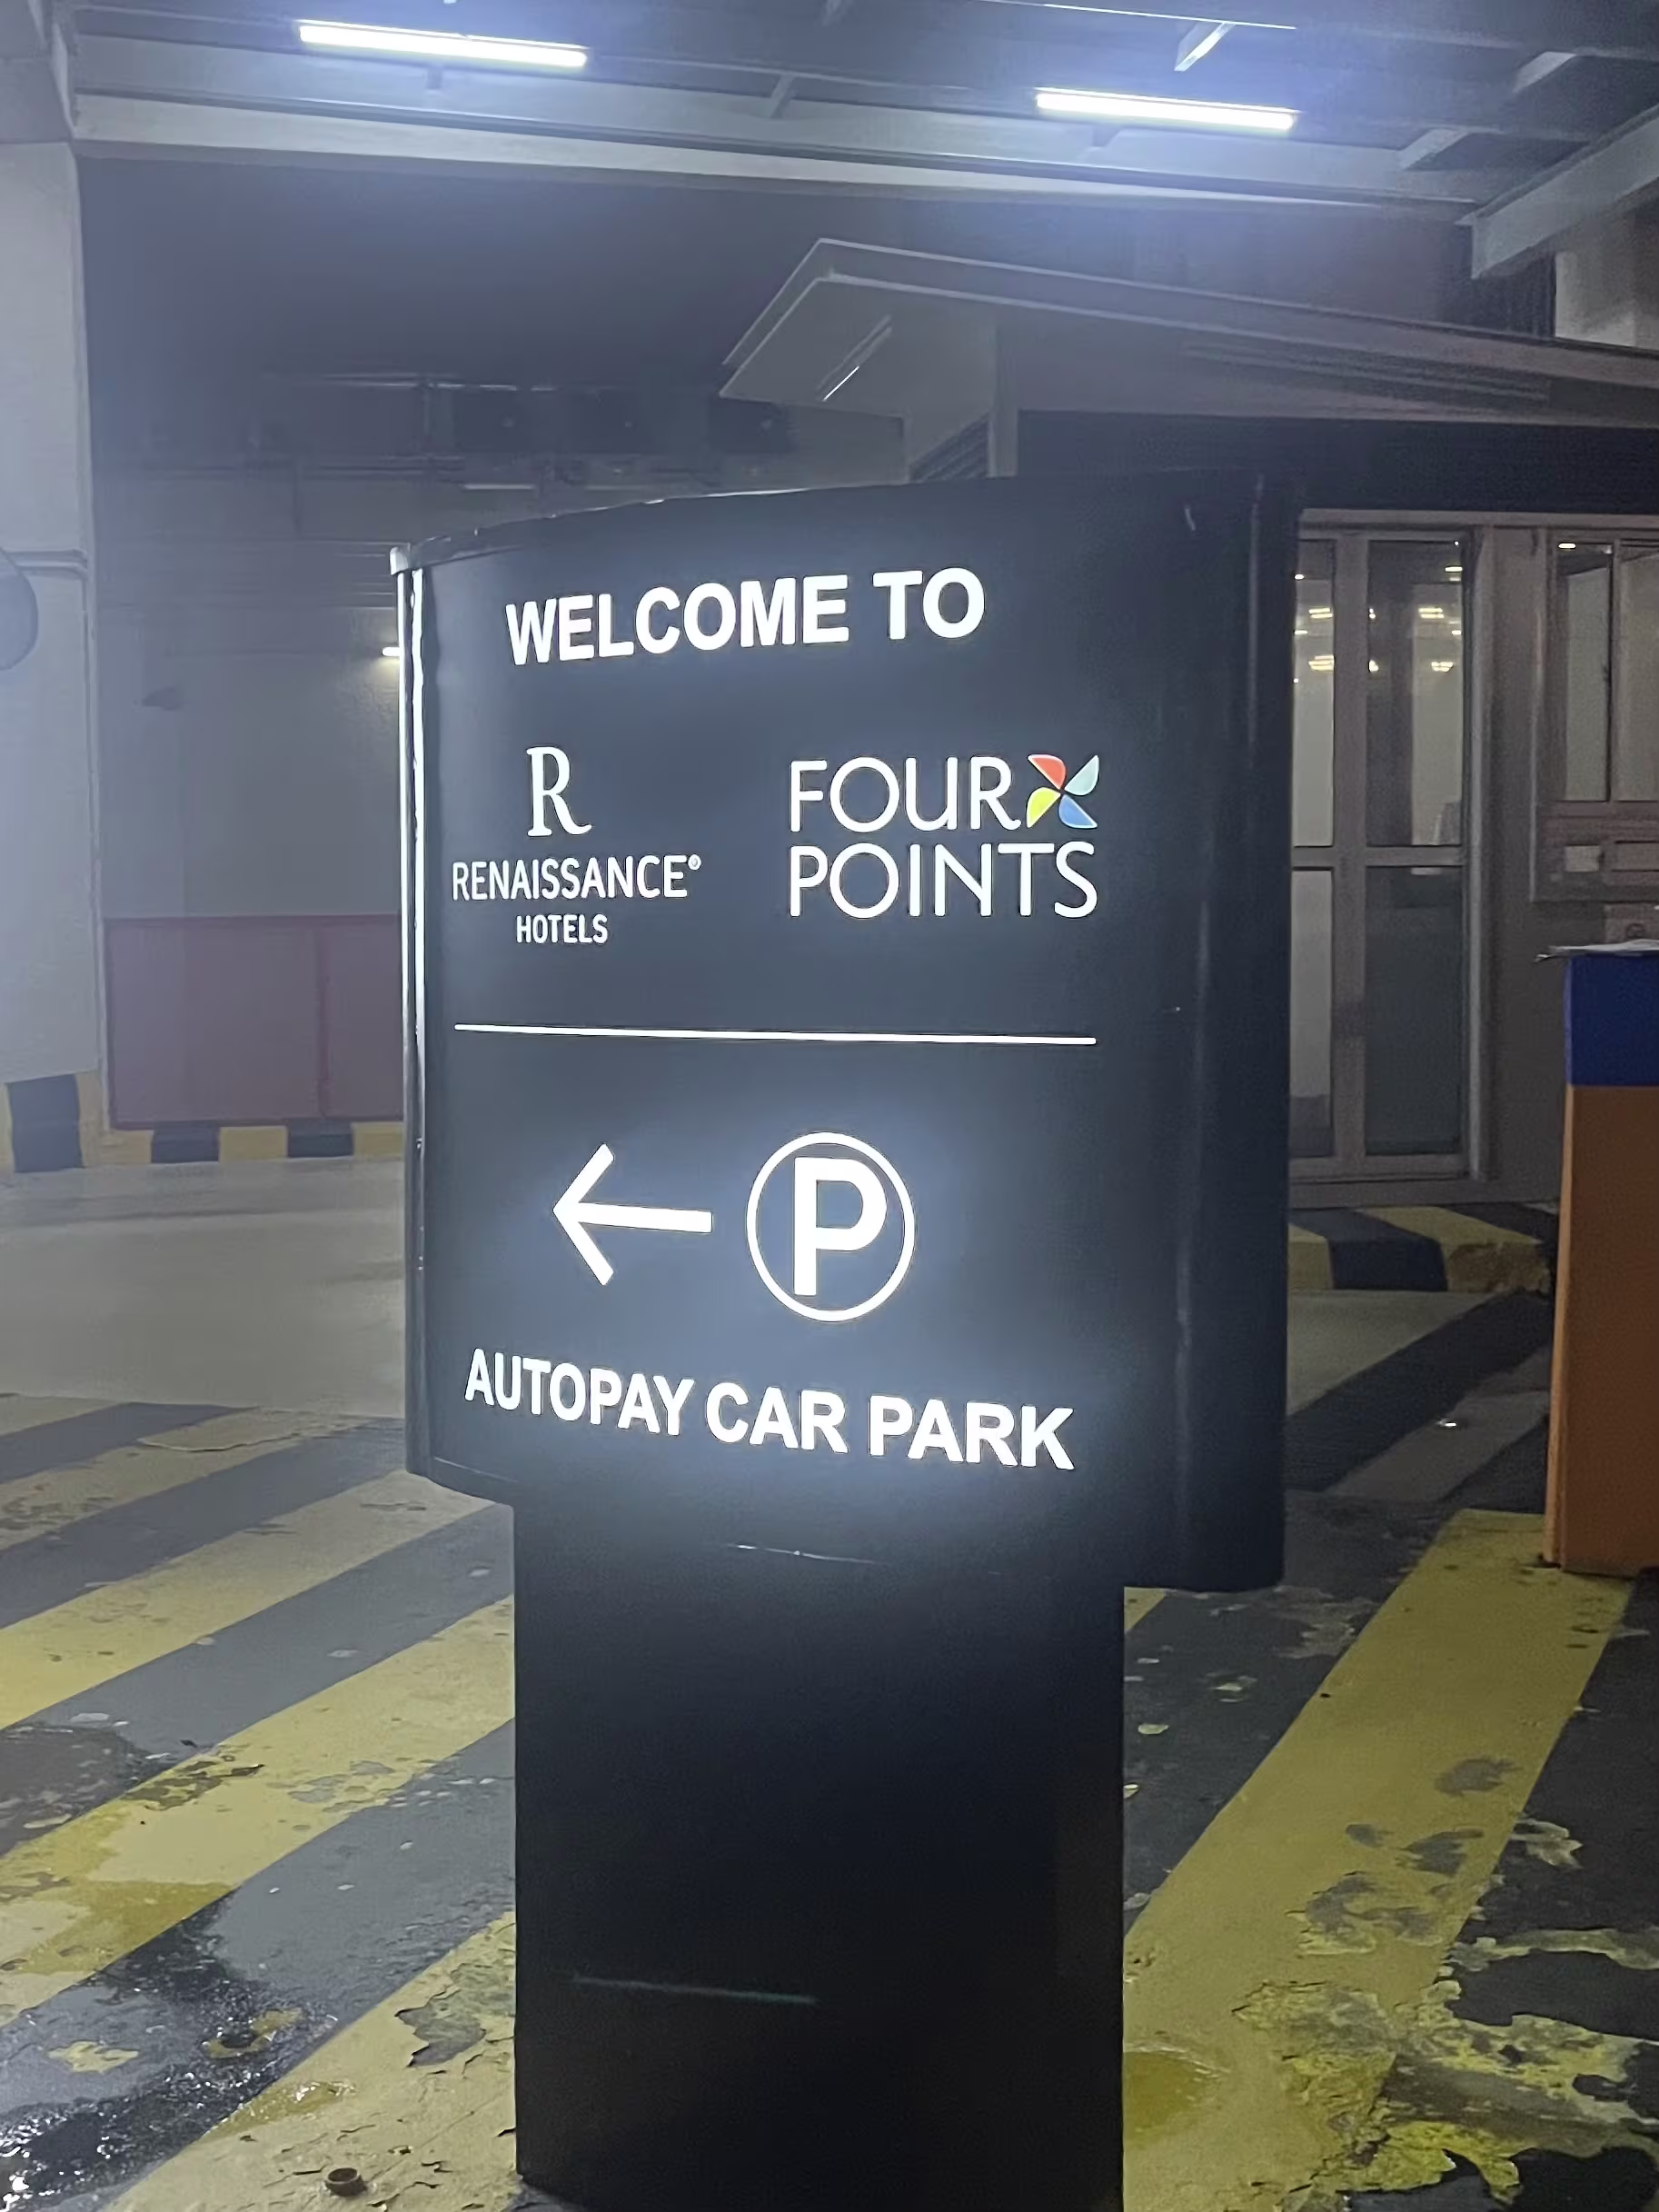 WELCOME TO
R
RENAISSANCE®
HOTELS
FOUR
POINTS
P
AUTOPAY CAR PARK